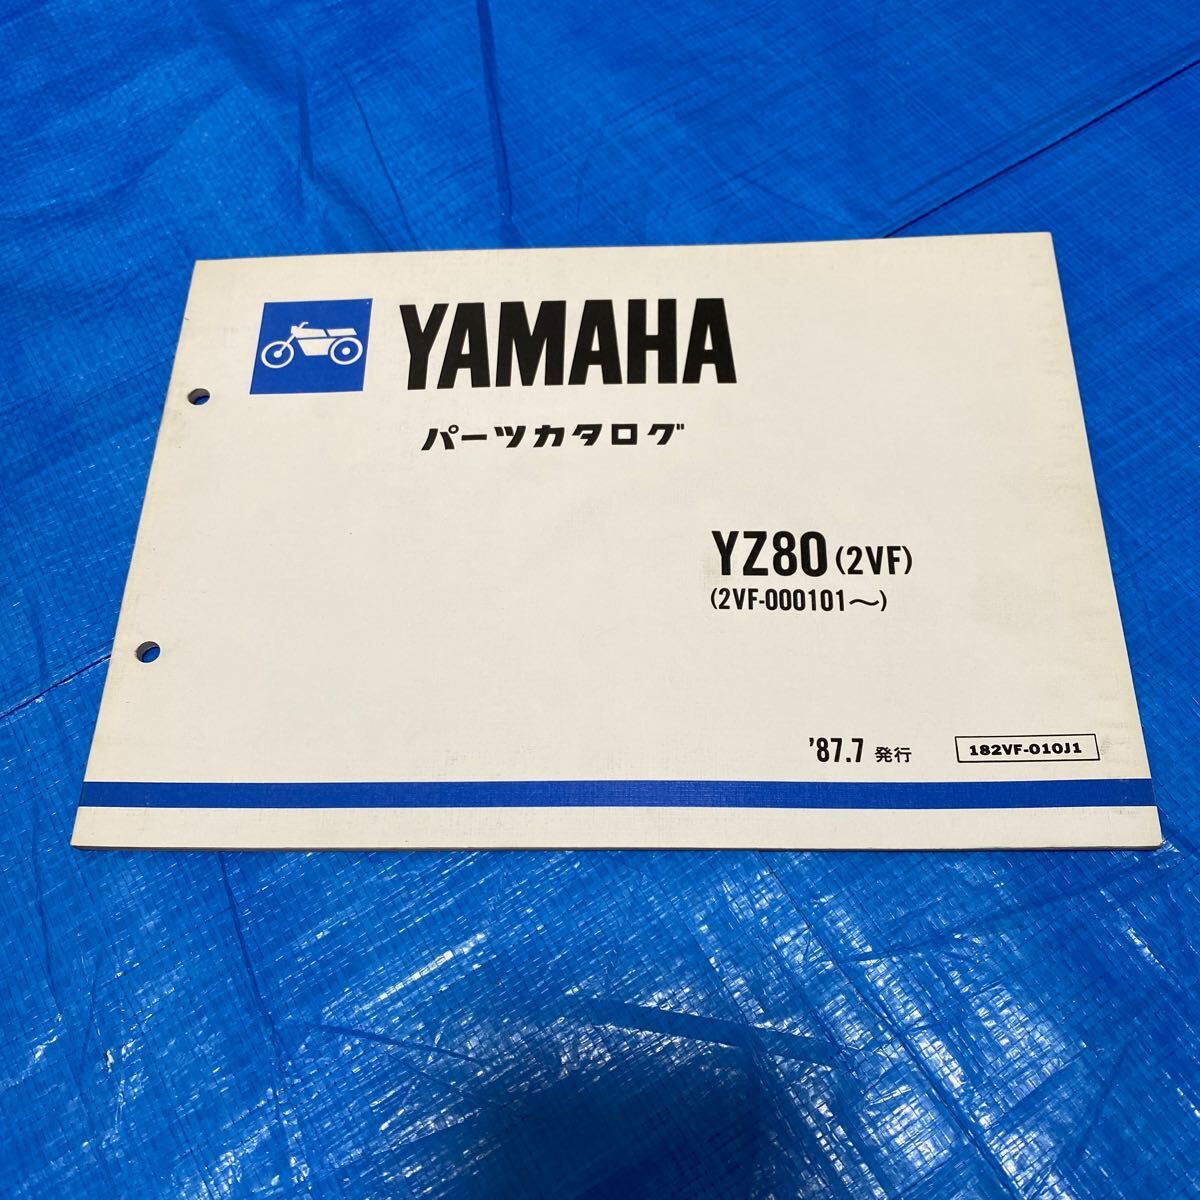 YAMAHA
パーツカタログ
YZ80 (2VF)
(2VF-000101～)
'87.7 発行
182VF-010J1